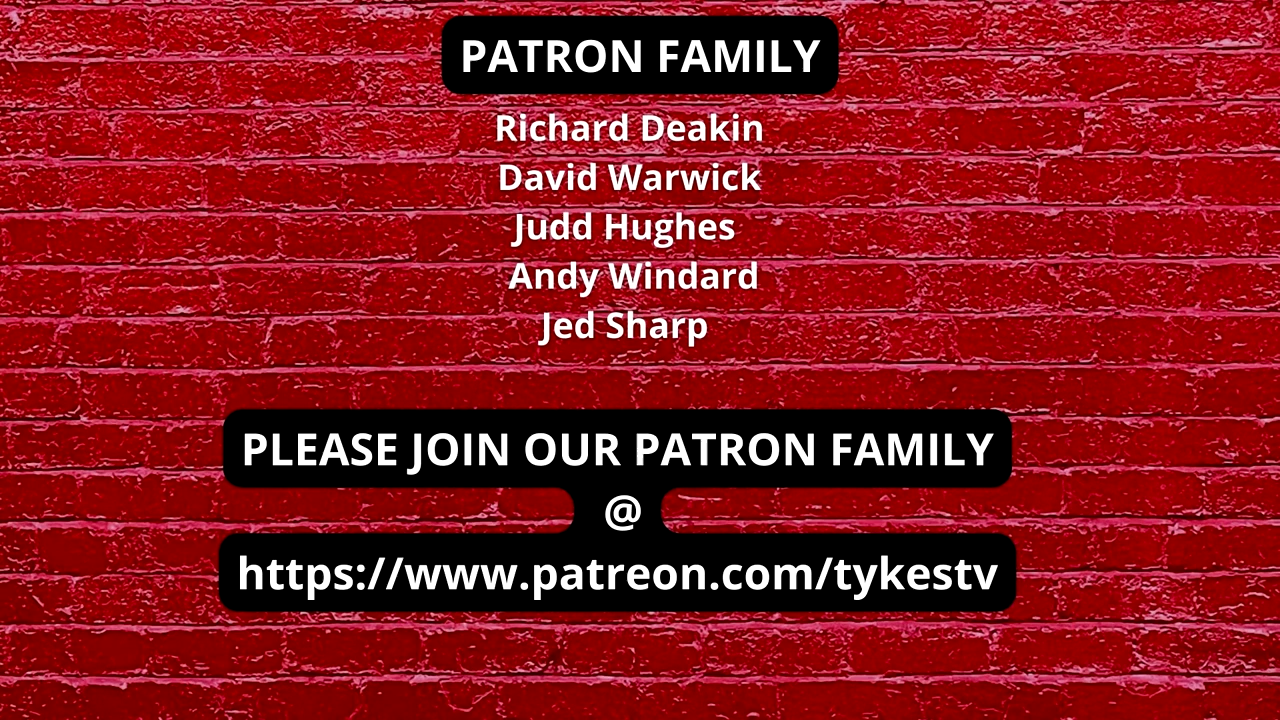 PATRON FAMILY
Richard Deakin
David Warwick
Judd Hughes
Andy Windard
Jed Sharp
PLEASE JOIN OUR PATRON FAMILY
@
https://www.patreon.com/tykestv